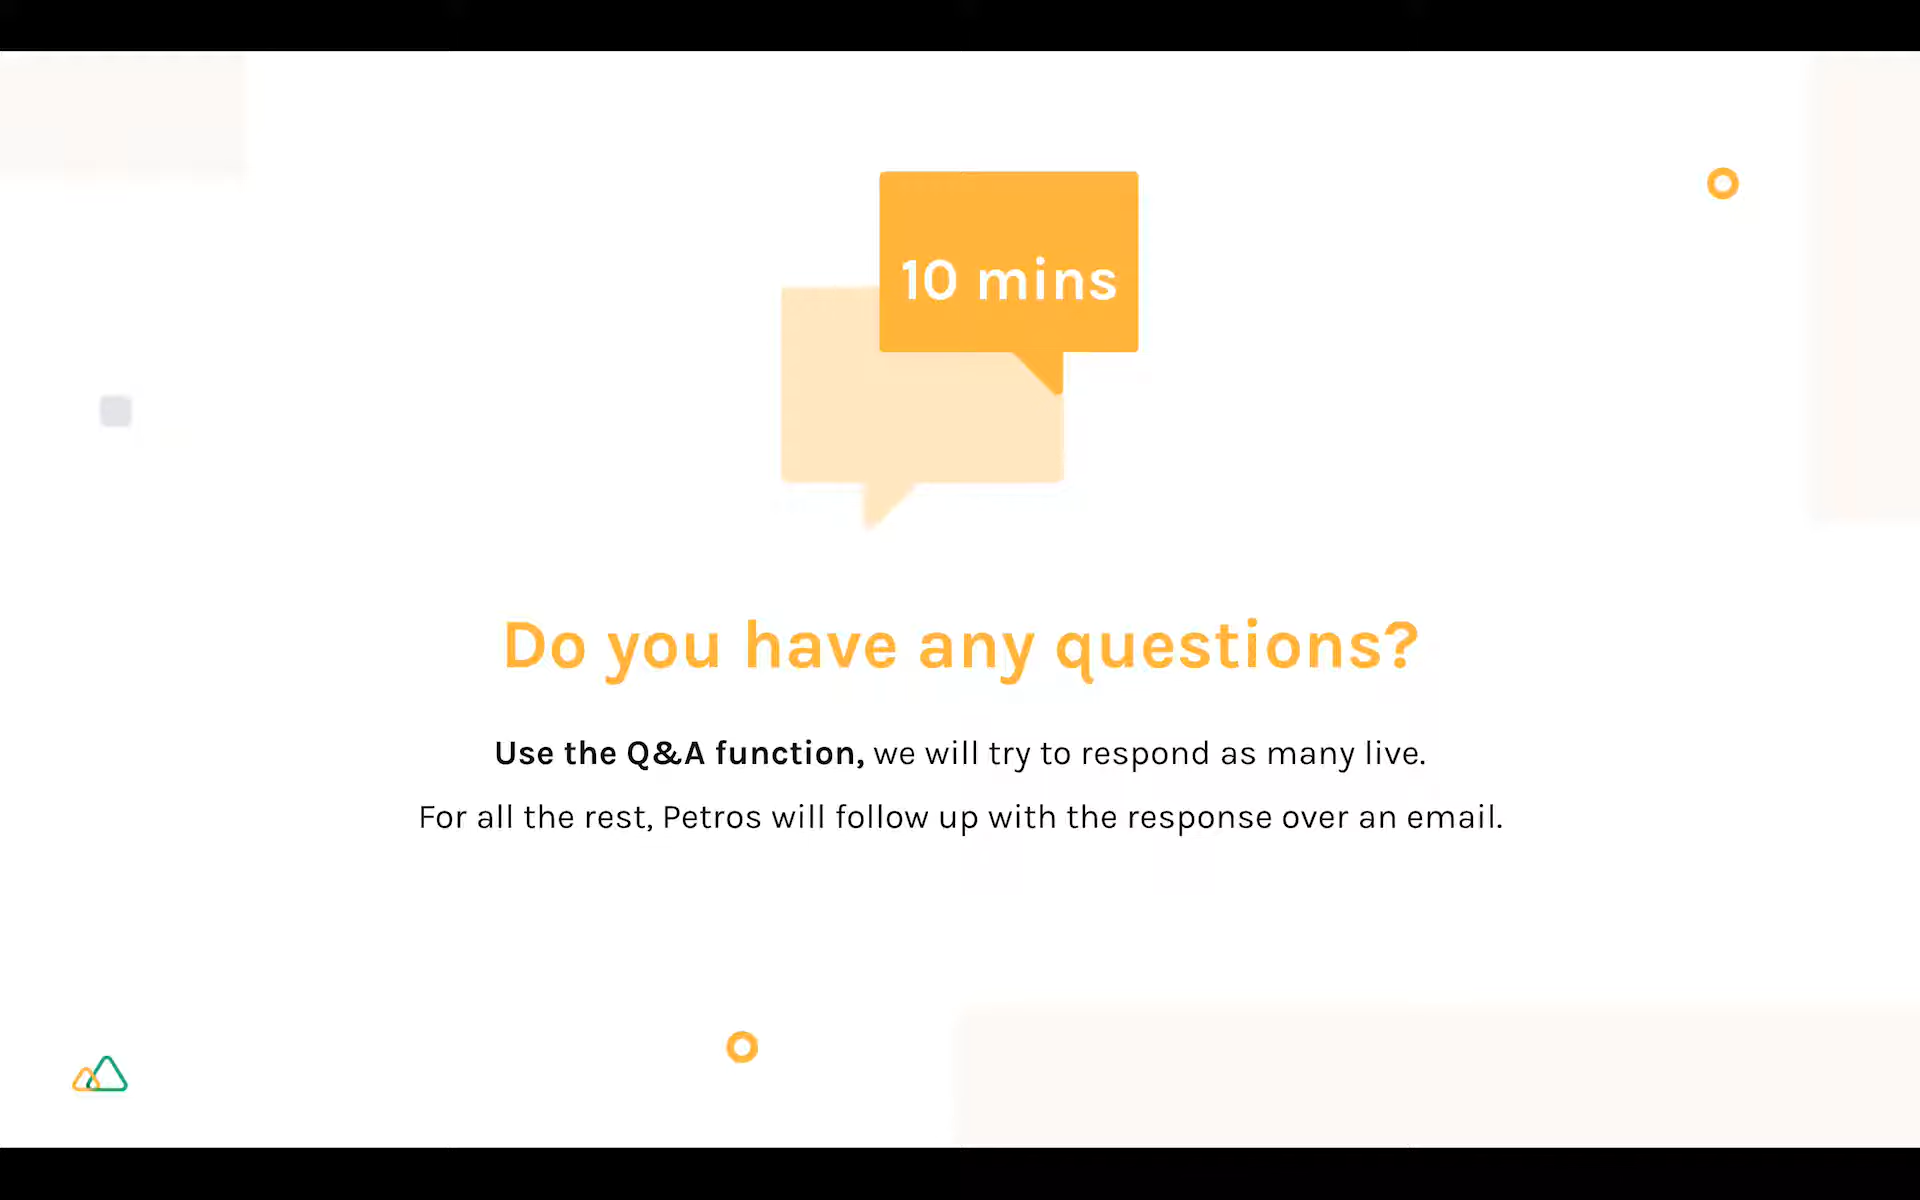 10 mins
Do you have any questions?
Use the Q&A function, we will try to respond as many live.
For all the rest, Petros will follow up with the response over an email.